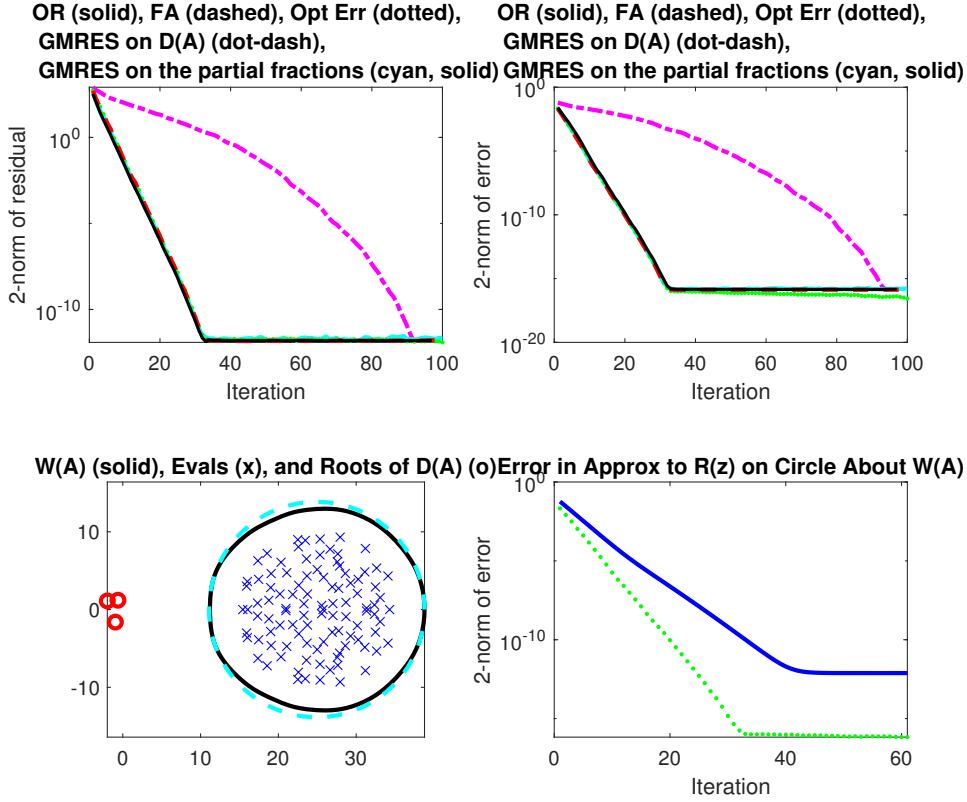 OR (solid), FA (dashed), Opt Err (dotted),
GMRES on D(A) (dot-dash),
GMRES on the partial fractions (cyan, solid)
2-norm of residual
10^0
10^-10
0 20 40 60 80 100
Iteration
OR (solid), FA (dashed), Opt Err (dotted),
GMRES on D(A) (dot-dash),
GMRES on the partial fractions (cyan, solid)
2-norm of error
10^0
10^-10
10^-20
0 20 40 60 80 100
Iteration
W(A) (solid), Evals (x), and Roots of D(A) (o)
10
0
-10
0 10 20 30
Error in Approx to R(z) on Circle About W(A)
2-norm of error
10^0
10^-10
0 20 40 60
Iteration